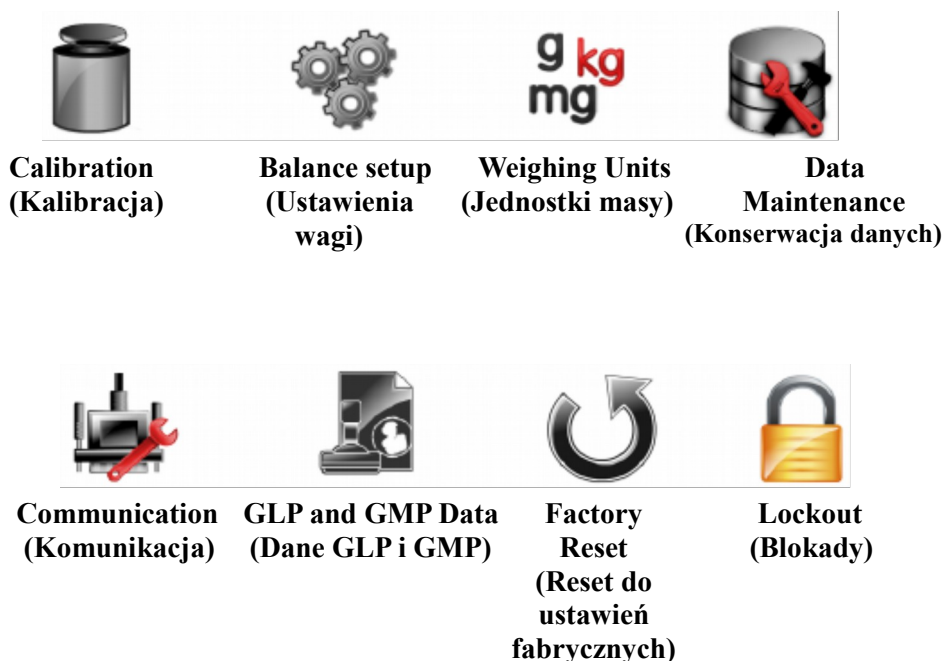 g kg
mg
Calibration
(Kalibracja)
Balance setup
(Ustawienia
wagi)
Weighing Units
(Jednostki masy)
Data
Maintenance
(Konserwacja danych)
Communication
(Komunikacja)
GLP and GMP Data
(Dane GLP i GMP)
Factory
Reset
(Reset do
ustawień
fabrycznych)
Lockout
(Blokady)